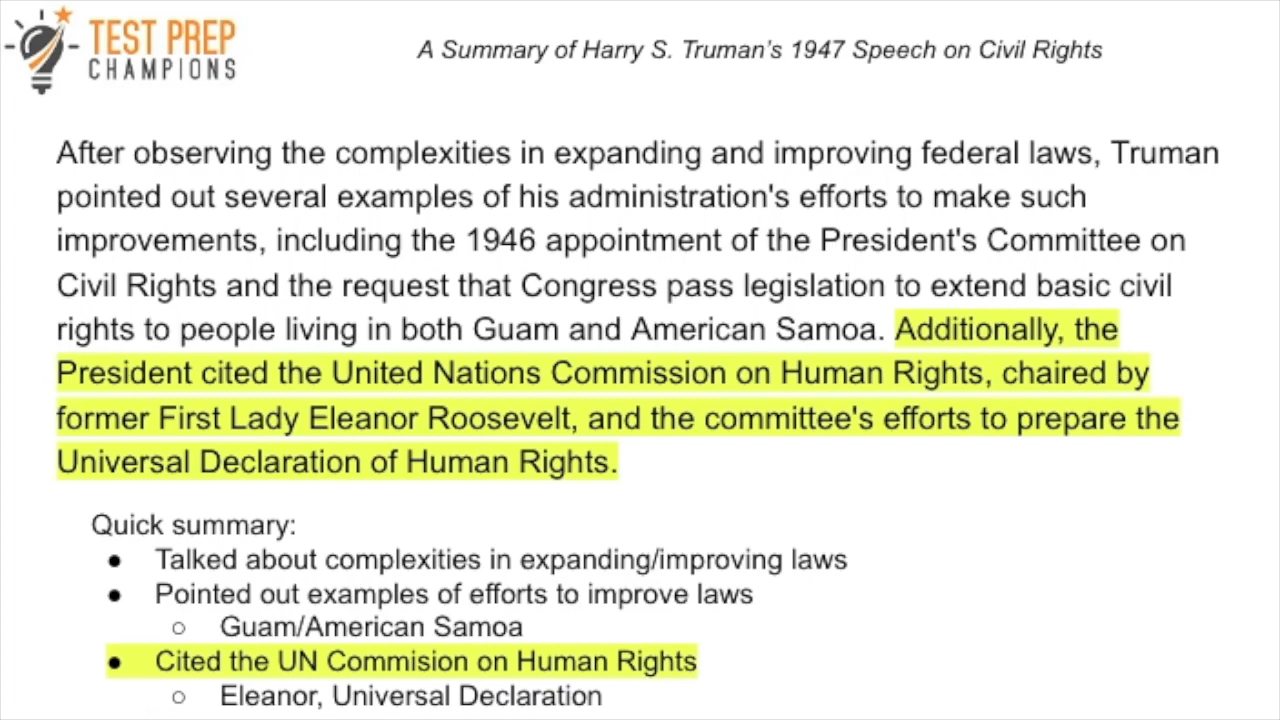 TEST PREP
CHAMPIONS
A Summary of Harry S. Truman's 1947 Speech on Civil Rights
After observing the complexities in expanding and improving federal laws, Truman
pointed out several examples of his administration's efforts to make such
improvements, including the 1946 appointment of the President's Committee on
Civil Rights and the request that Congress pass legislation to extend basic civil
rights to people living in both Guam and American Samoa. Additionally, the
President cited the United Nations Commission on Human Rights, chaired by
former First Lady Eleanor Roosevelt, and the committee's efforts to prepare the
Universal Declaration of Human Rights.
Quick summary:
● Talked about complexities in expanding/improving laws
● Pointed out examples of efforts to improve laws
○ Guam/American Samoa
● Cited the UN Commision on Human Rights
○ Eleanor, Universal Declaration